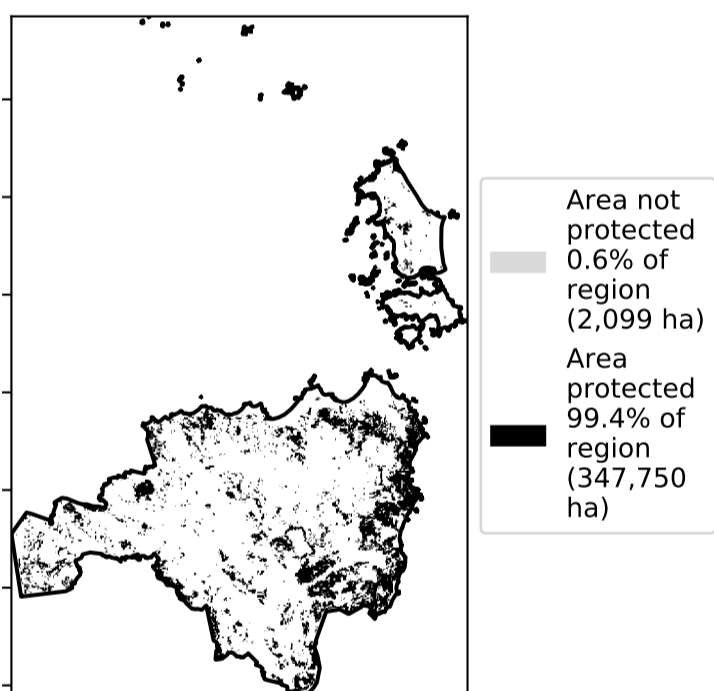 Area not
protected
0.6% of
region
(2,099 ha)
Area
protected
99.4% of
region
(347,750
ha)